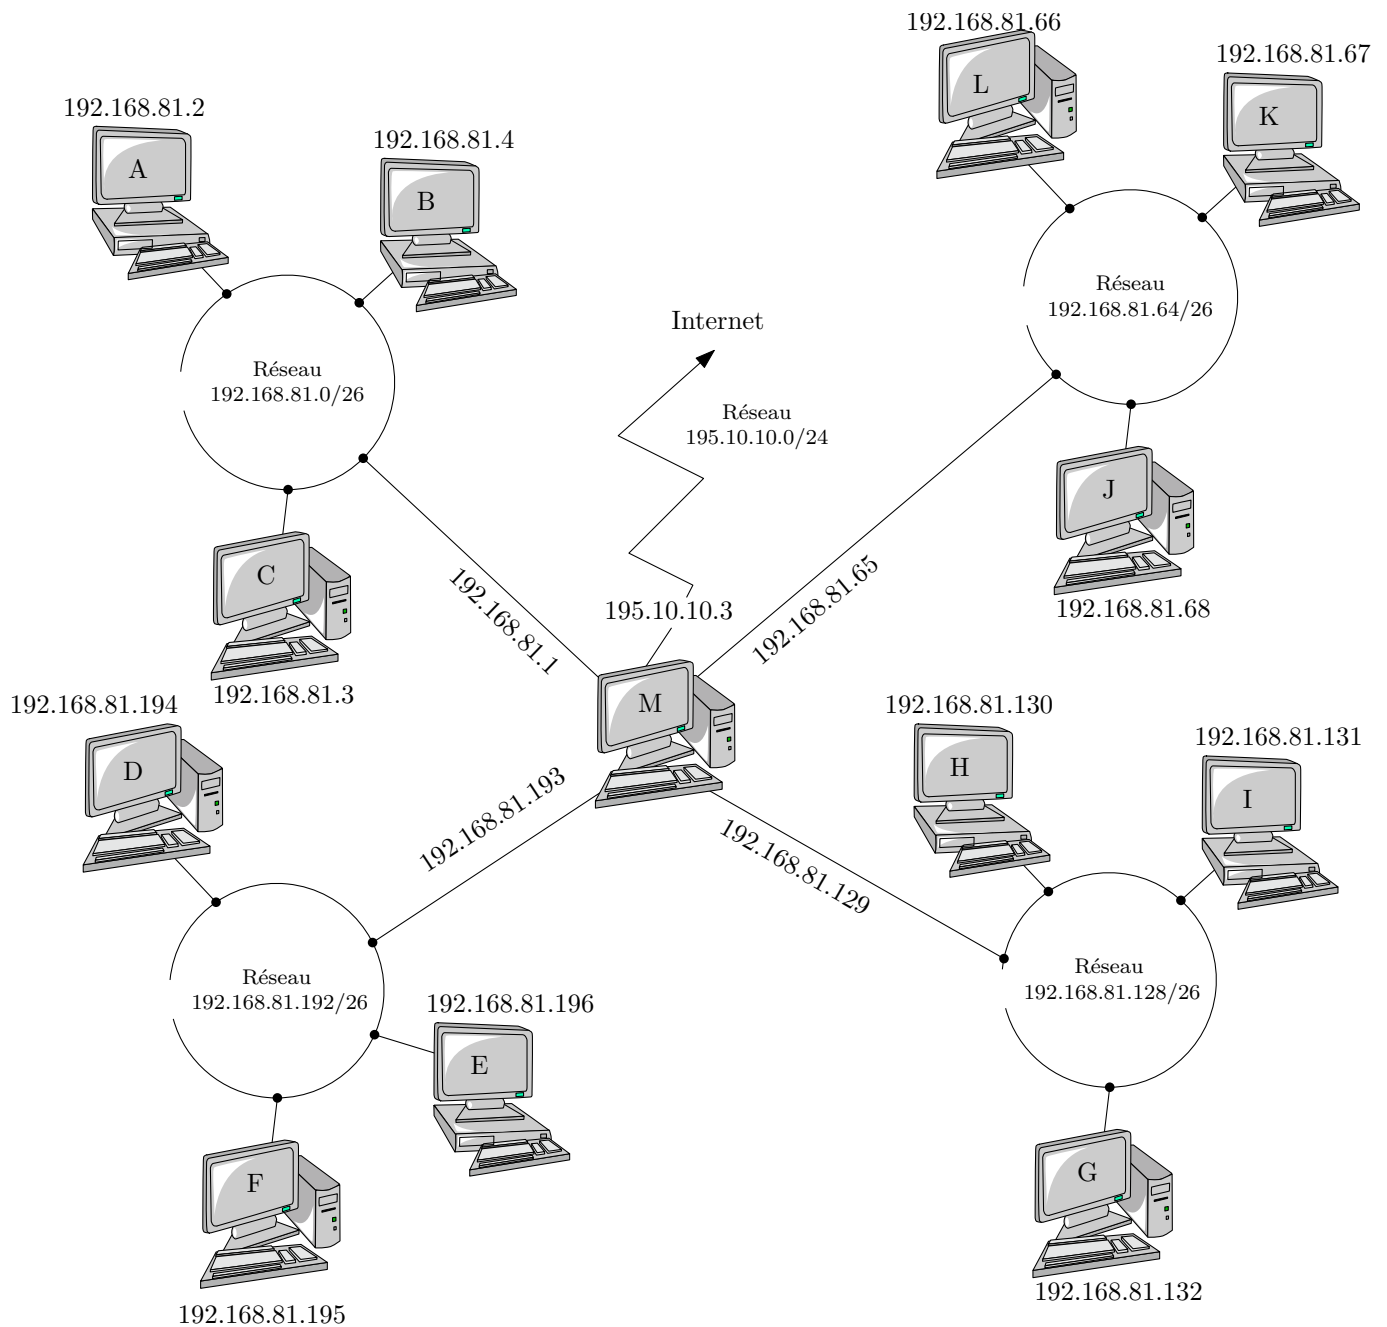 192.168.81.66
192.168.81.67
L
K
192.168.81.2
192.168.81.4
A
B
Réseau
192.168.81.64/26
Internet
Réseau
192.168.81.0/26
Réseau
195.10.10.0/24
J
C
192.168.81.1
195.10.10.3
192.168.81.65
192.168.81.68
192.168.81.3
M
192.168.81.194
192.168.81.130
192.168.81.131
D
H
I
192.168.81.193
192.168.81.129
Réseau
192.168.81.192/26
Réseau
192.168.81.128/26
192.168.81.196
E
F
G
192.168.81.195
192.168.81.132